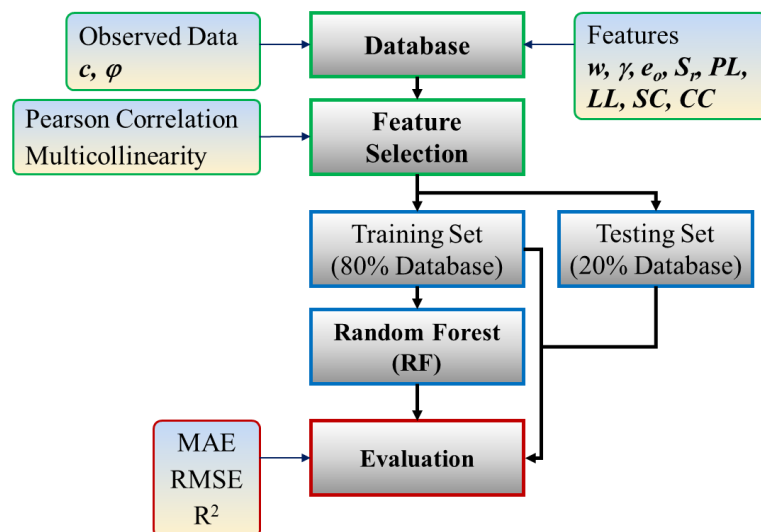 Observed Data
c, φ
Database
Features
w, γ, eₒ, Sᵣ, PL,
LL, SC, CC
Pearson Correlation
Multicollinearity
Feature
Selection
Training Set
(80% Database)
Testing Set
(20% Database)
Random Forest
(RF)
MAE
RMSE
R²
Evaluation